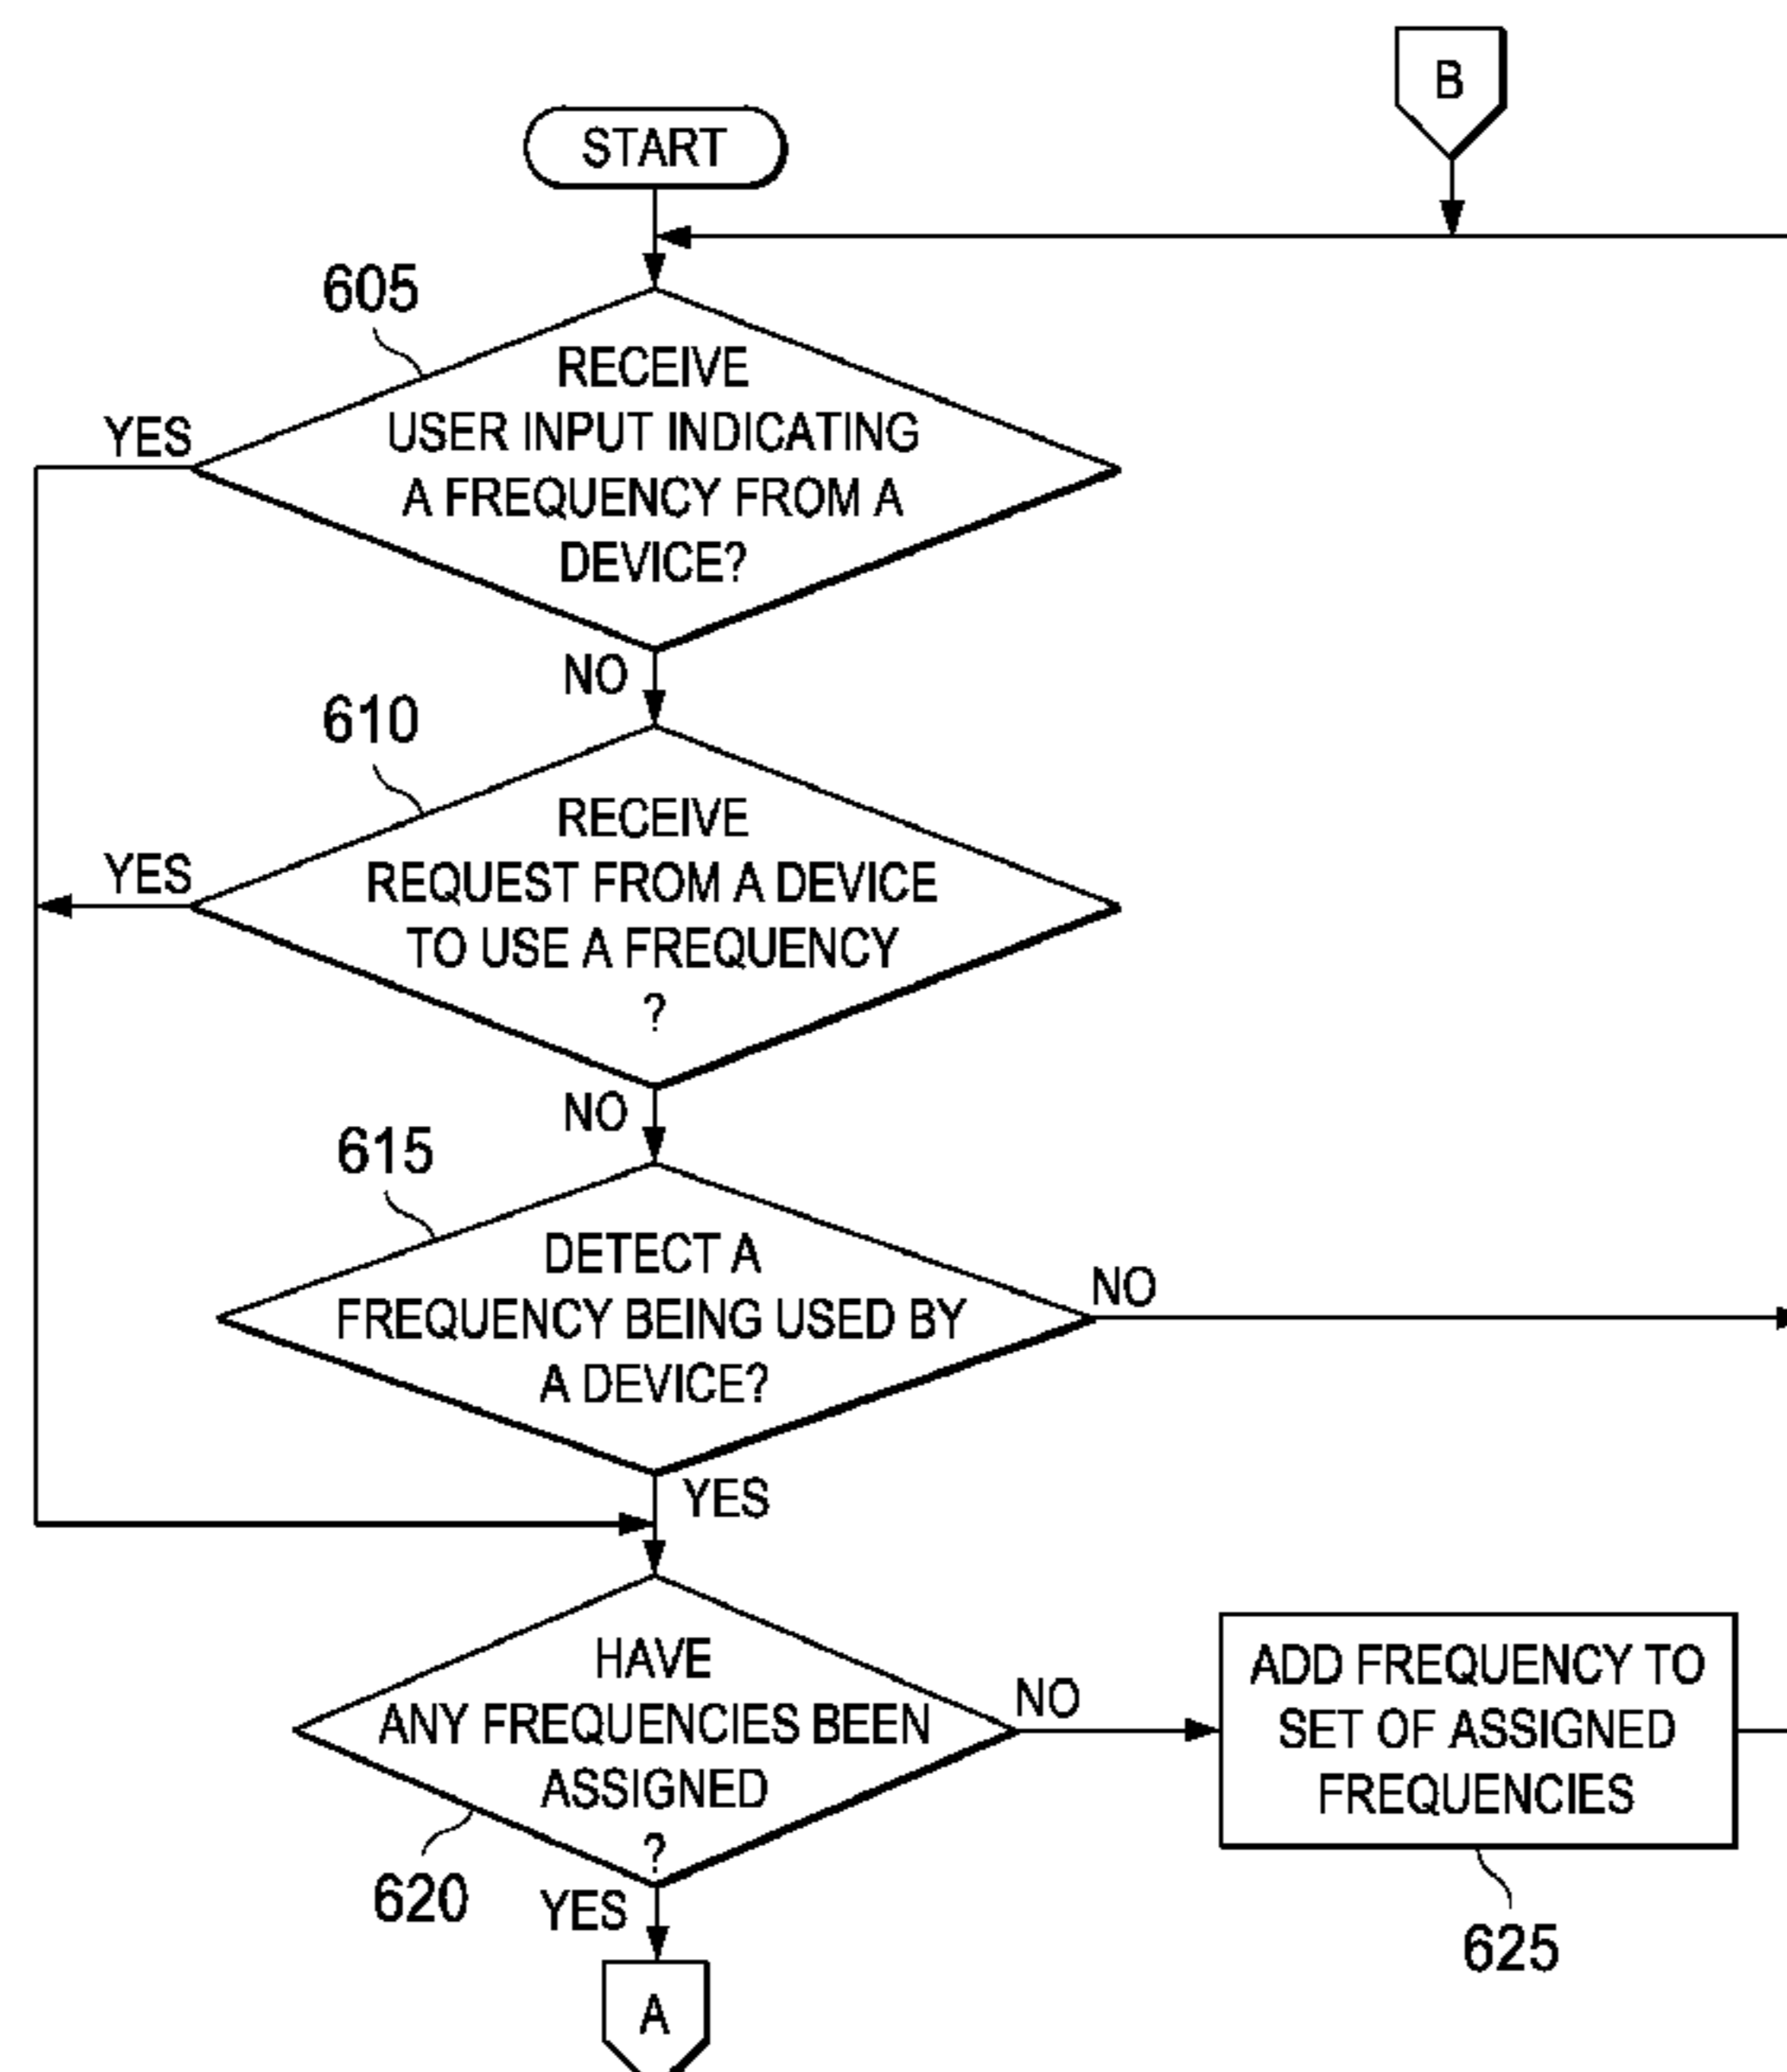 B
START
605
RECEIVE
USER INPUT INDICATING
A FREQUENCY FROM A
DEVICE?
YES
NO
610
RECEIVE
REQUEST FROM A DEVICE
TO USE A FREQUENCY
?
YES
NO
615
DETECT A
FREQUENCY BEING USED BY
A DEVICE?
NO
YES
HAVE
ANY FREQUENCIES BEEN
ASSIGNED
?
NO
620
YES
ADD FREQUENCY TO
SET OF ASSIGNED
FREQUENCIES
625
A